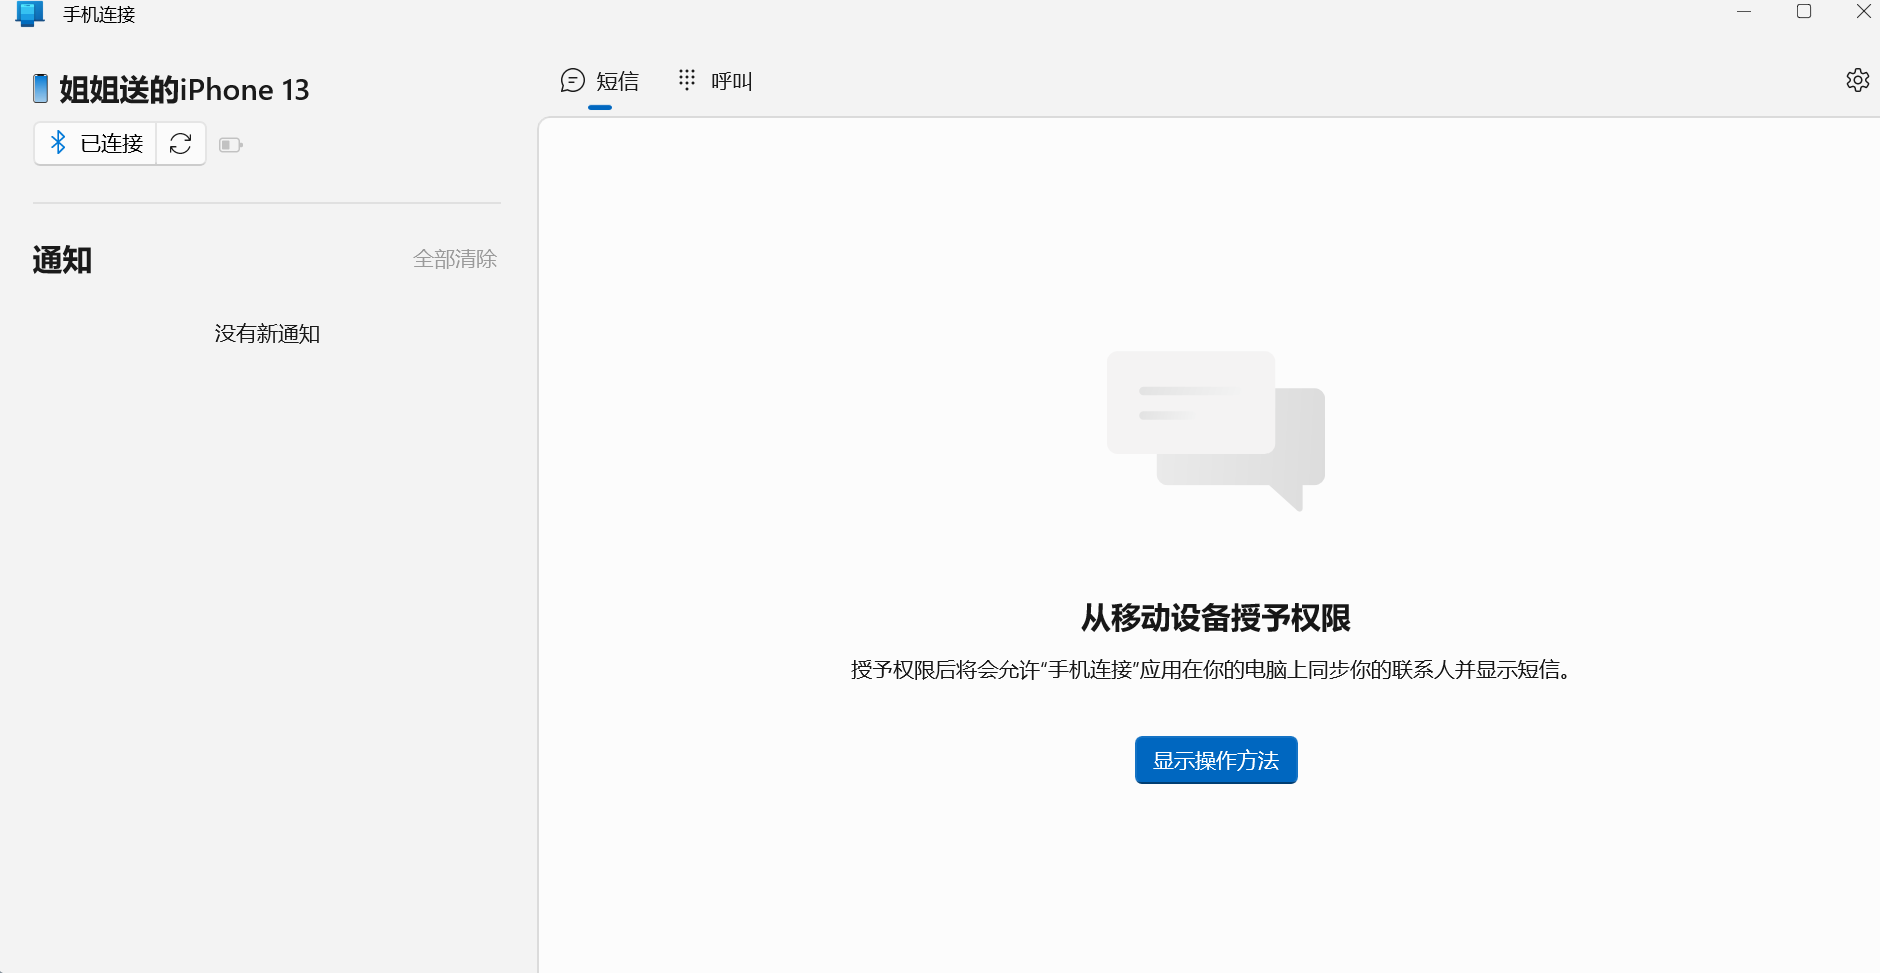 手机连接
姐姐送的iPhone 13
已连接
通知
全部清除
没有新通知
短信
呼叫
从移动设备授予权限
授予权限后将会允许“手机连接”应用在你的电脑上同步你的联系人并显示短信。
显示操作方法